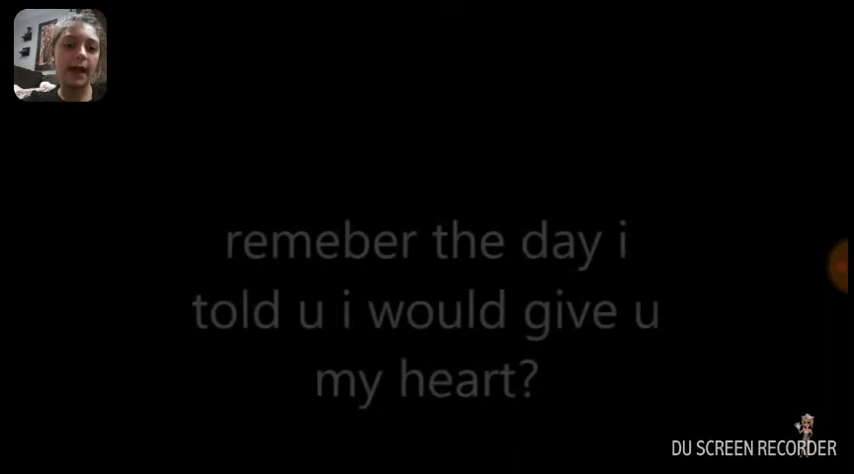 remeber the day i
told u i would give u
my heart?
DU SCREEN RECORDER